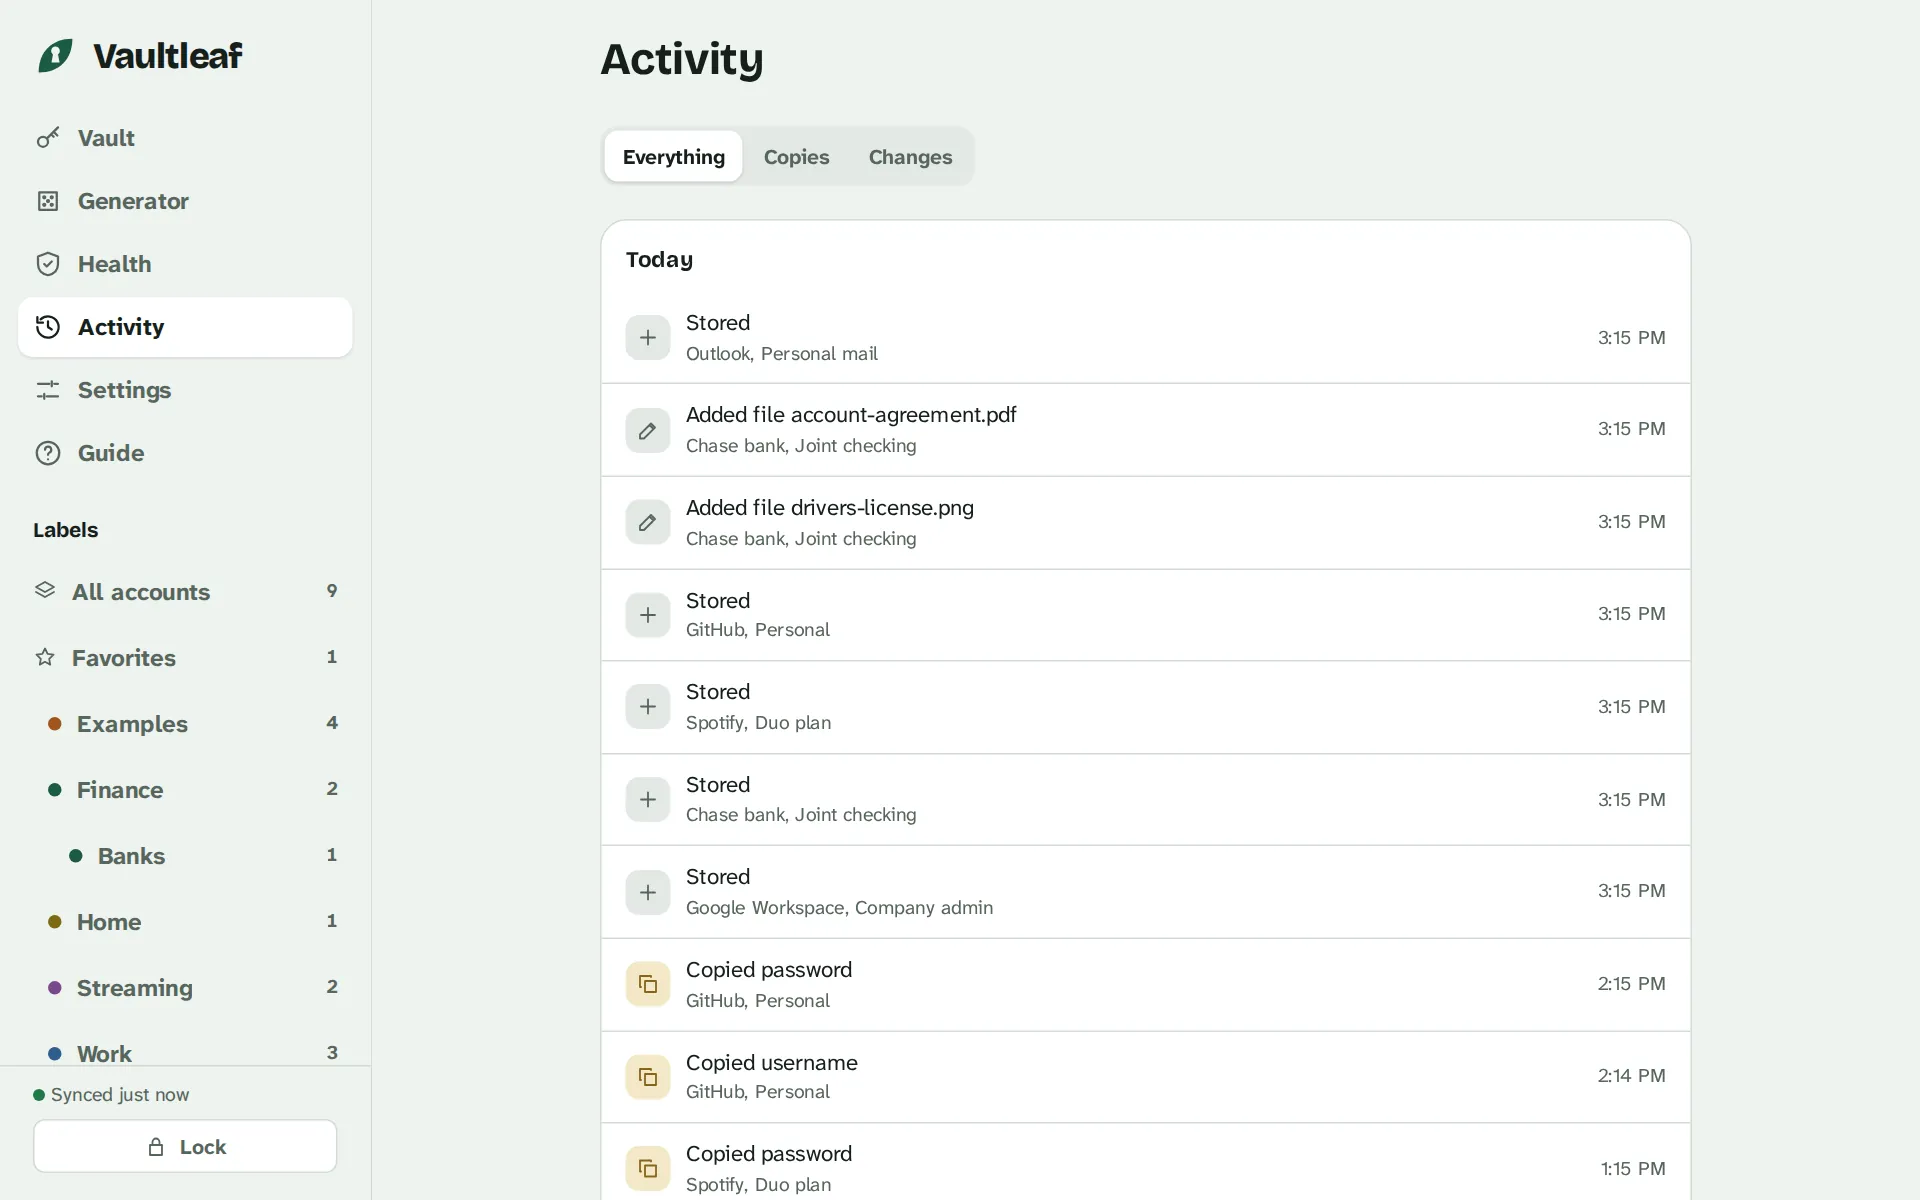 Vaultleaf
Vault
Generator
Health
Activity
Settings
Guide
Labels
All accounts 9
Favorites 1
Examples 4
Finance 2
Banks 1
Home 1
Streaming 2
Work 3
Synced just now
Lock
Activity
Everything Copies Changes
Today
Stored
Outlook, Personal mail
3:15 PM
Added file account-agreement.pdf
Chase bank, Joint checking
3:15 PM
Added file drivers-license.png
Chase bank, Joint checking
3:15 PM
Stored
GitHub, Personal
3:15 PM
Stored
Spotify, Duo plan
3:15 PM
Stored
Chase bank, Joint checking
3:15 PM
Stored
Google Workspace, Company admin
3:15 PM
Copied password
GitHub, Personal
2:15 PM
Copied username
GitHub, Personal
2:14 PM
Copied password
Spotify, Duo plan
1:15 PM